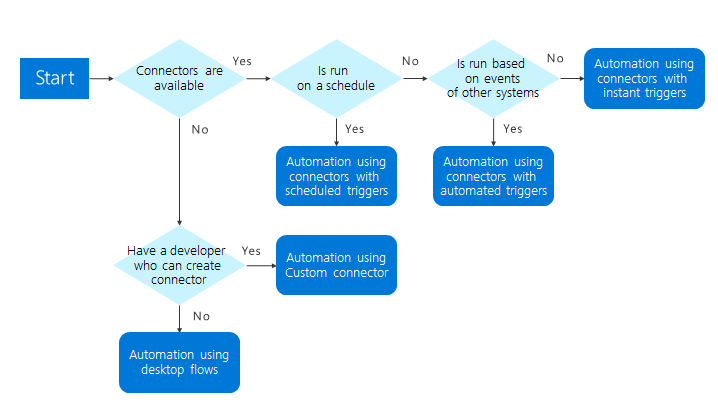 Start
Connectors are
available
Yes
Is run
on a schedule
No
Is run based
on events
of other systems
No
Automation using
connectors with
instant triggers
No
Yes
Automation using
connectors with
scheduled triggers
Yes
Automation using
connectors with
automated triggers
Have a developer
who can create
connector
Yes
Automation using
Custom connector
No
Automation using
desktop flows